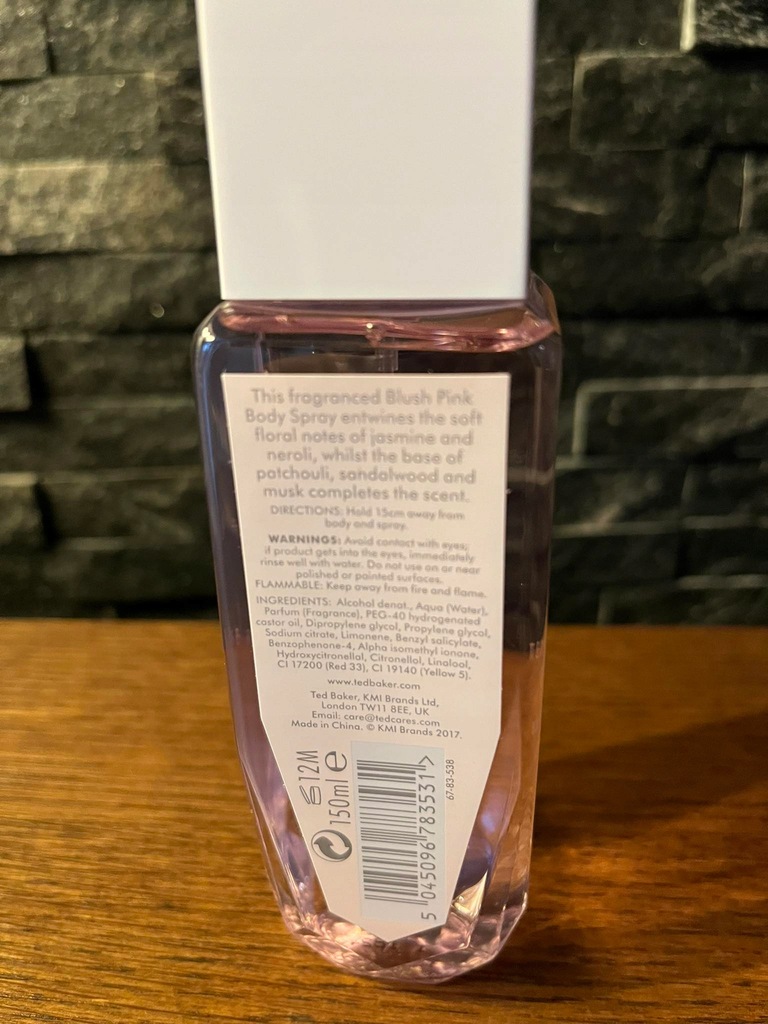 This fragranced Blush Pink
Body Spray entwines the soft
floral notes of jasmine and
neroli, whilst the base of
patchouli, sandalwood and
musk completes the scent.
DIRECTIONS: Hold 15cm away from
body and spray.
WARNINGS: Avoid contact with eyes;
if product gets into the eyes, immediately
rinse well with water. Do not use on or near
polished or painted surfaces.
FLAMMABLE: Keep away from fire and flame.
INGREDIENTS: Alcohol denat., Aqua (Water),
Parfum (Fragrance), PEG-40 hydrogenated
castor oil, Dipropylene glycol, Propylene glycol,
Sodium citrate, Limonene, Benzyl salicylate,
Benzophenone-4, Alpha isomethyl ionone,
Hydroxycitronellal, Citronellol, Linalool,
CI 17200 (Red 33), CI 19140 (Yellow 5).
www.tedbaker.com
Ted Baker, KMI Brands Ltd,
London TW11 8EE, UK
Email: care@tedcares.com
Made in China. © KMI Brands 2017.
12M
150ml e
5 045096 783531 >
67-83-538